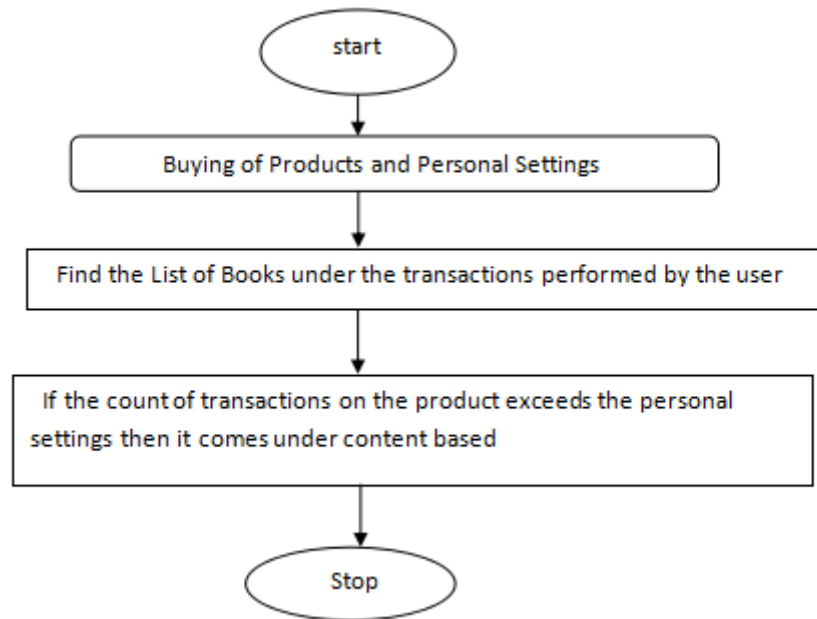 start
Buying of Products and Personal Settings
Find the List of Books under the transactions performed by the user
If the count of transactions on the product exceeds the personal
settings then it comes under content based
Stop